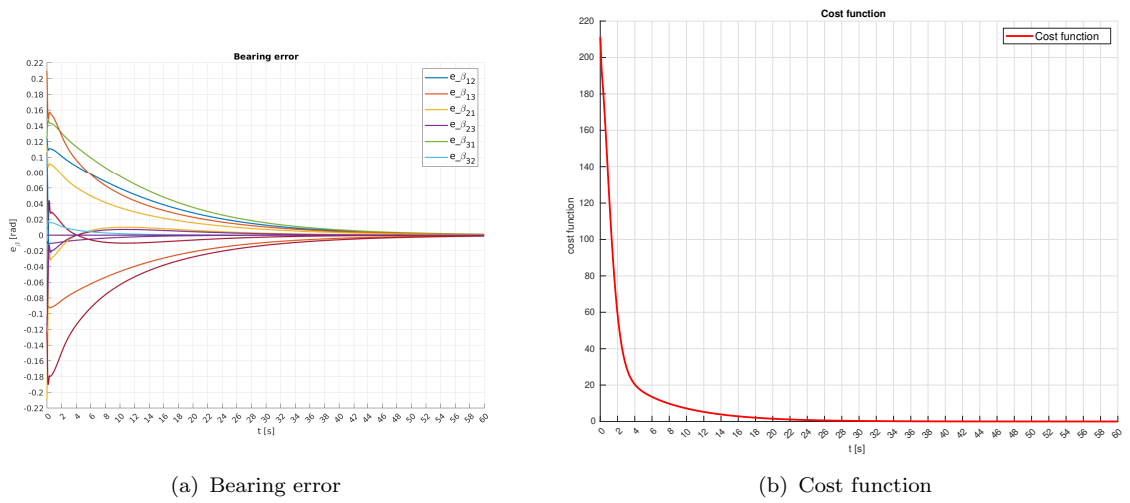 Bearing error
0.22
0.2
0.18
0.16
0.14
0.12
0.10
0.00
0.06
0.04
0.02
0
-0.02
-0.04
-0.06
-0.08
-0.1
-0.12
-0.14
-0.16
-0.18
-0.2
-0.22
e_β [rad]
e_β12
e_β13
e_β21
e_β23
e_β31
e_β32
0 2 4 6 8 10 12 14 16 18 20 22 24 26 28 30 32 34 36 38 40 42 44 46 48 50 52 54 56 58 60
t [s]
(a) Bearing error
Cost function
220
200
180
160
140
120
100
80
60
40
20
0
cost function
Cost function
0 2 4 6 8 10 12 14 16 18 20 22 24 26 28 30 32 34 36 38 40 42 44 46 48 50 52 54 56 58 60
t [s]
(b) Cost function